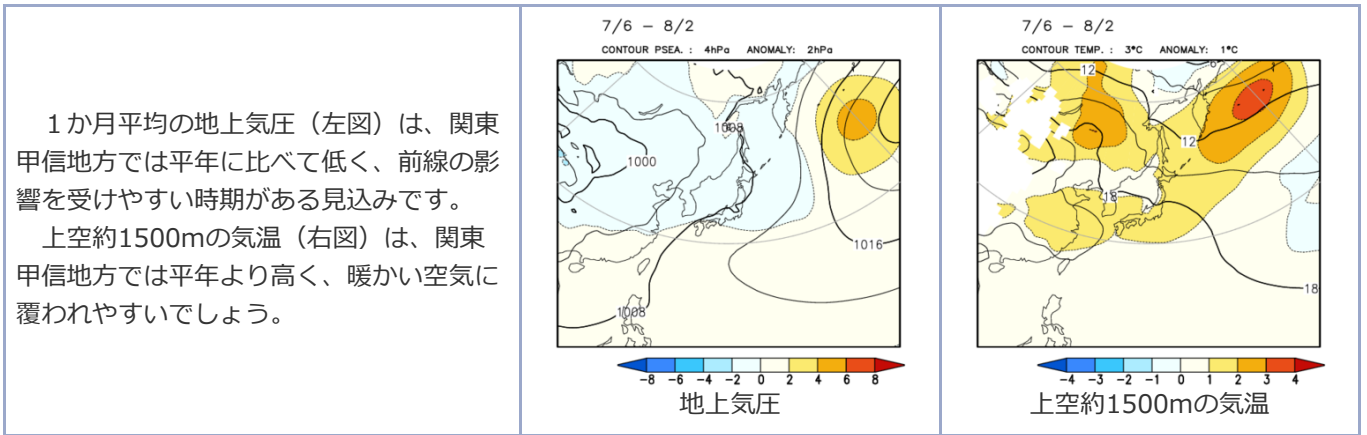 １か月平均の地上気圧（左図）は、関東
甲信地方では平年に比べて低く、前線の影
響を受けやすい時期がある見込みです。
上空約1500mの気温（右図）は、関東
甲信地方では平年より高く、暖かい空気に
覆われやすいでしょう。
7/6 − 8/2
CONTOUR PSEA. : 4hPa ANOMALY: 2hPa
1008
1000
1016
1008
-8 -6 -4 -2 0 2 4 6 8
地上気圧
7/6 − 8/2
CONTOUR TEMP. : 3°C ANOMALY: 1°C
12
12
18
18
-4 -3 -2 -1 0 1 2 3 4
上空約1500mの気温